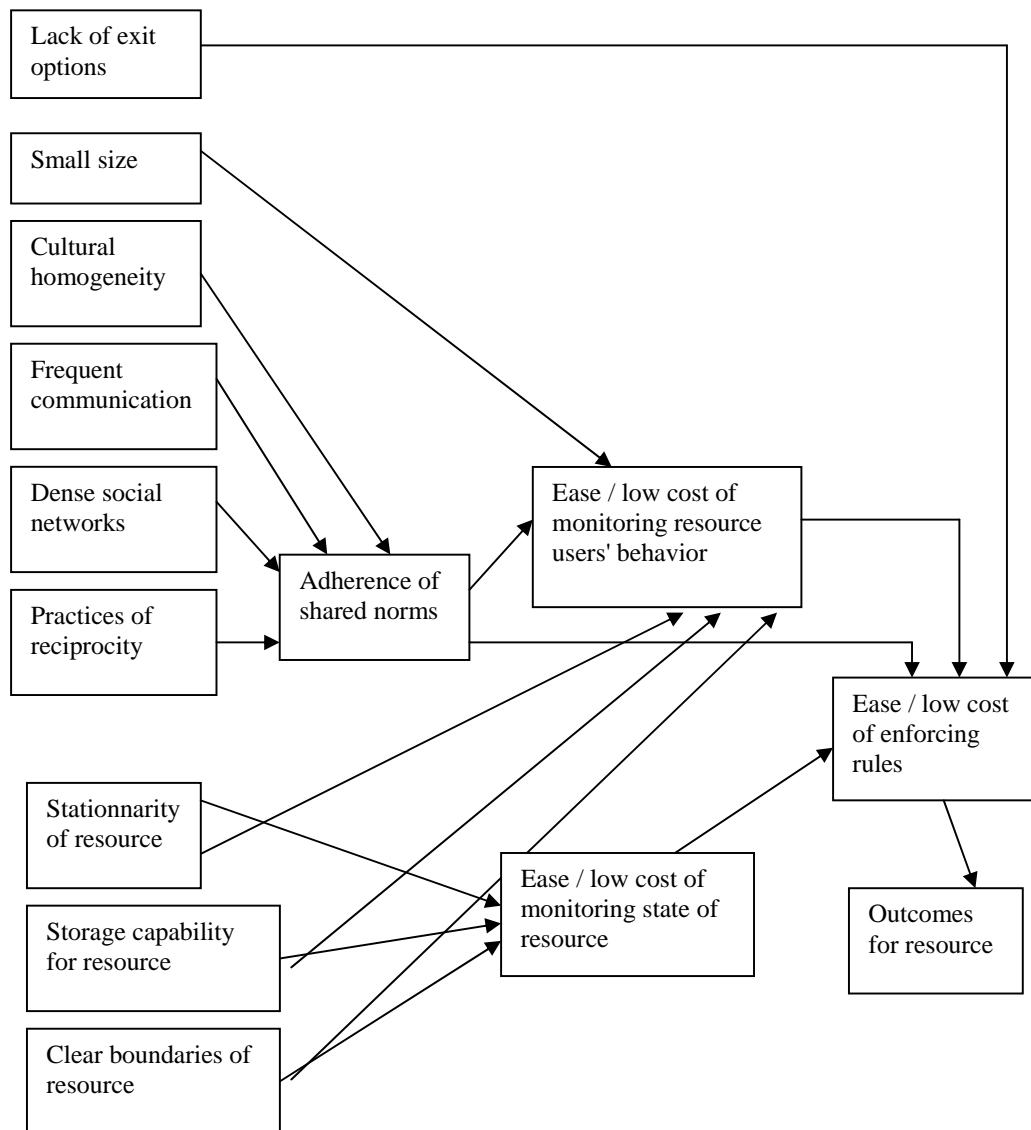 Lack of exit
options
Small size
Cultural
homogeneity
Frequent
communication
Dense social
networks
Practices of
reciprocity
Adherence of
shared norms
Ease / low cost of
monitoring resource
users' behavior
Ease / low cost
of enforcing
rules
Stationnarity
of resource
Storage capability
for resource
Clear boundaries of
resource
Ease / low cost of
monitoring state of
resource
Outcomes
for resource